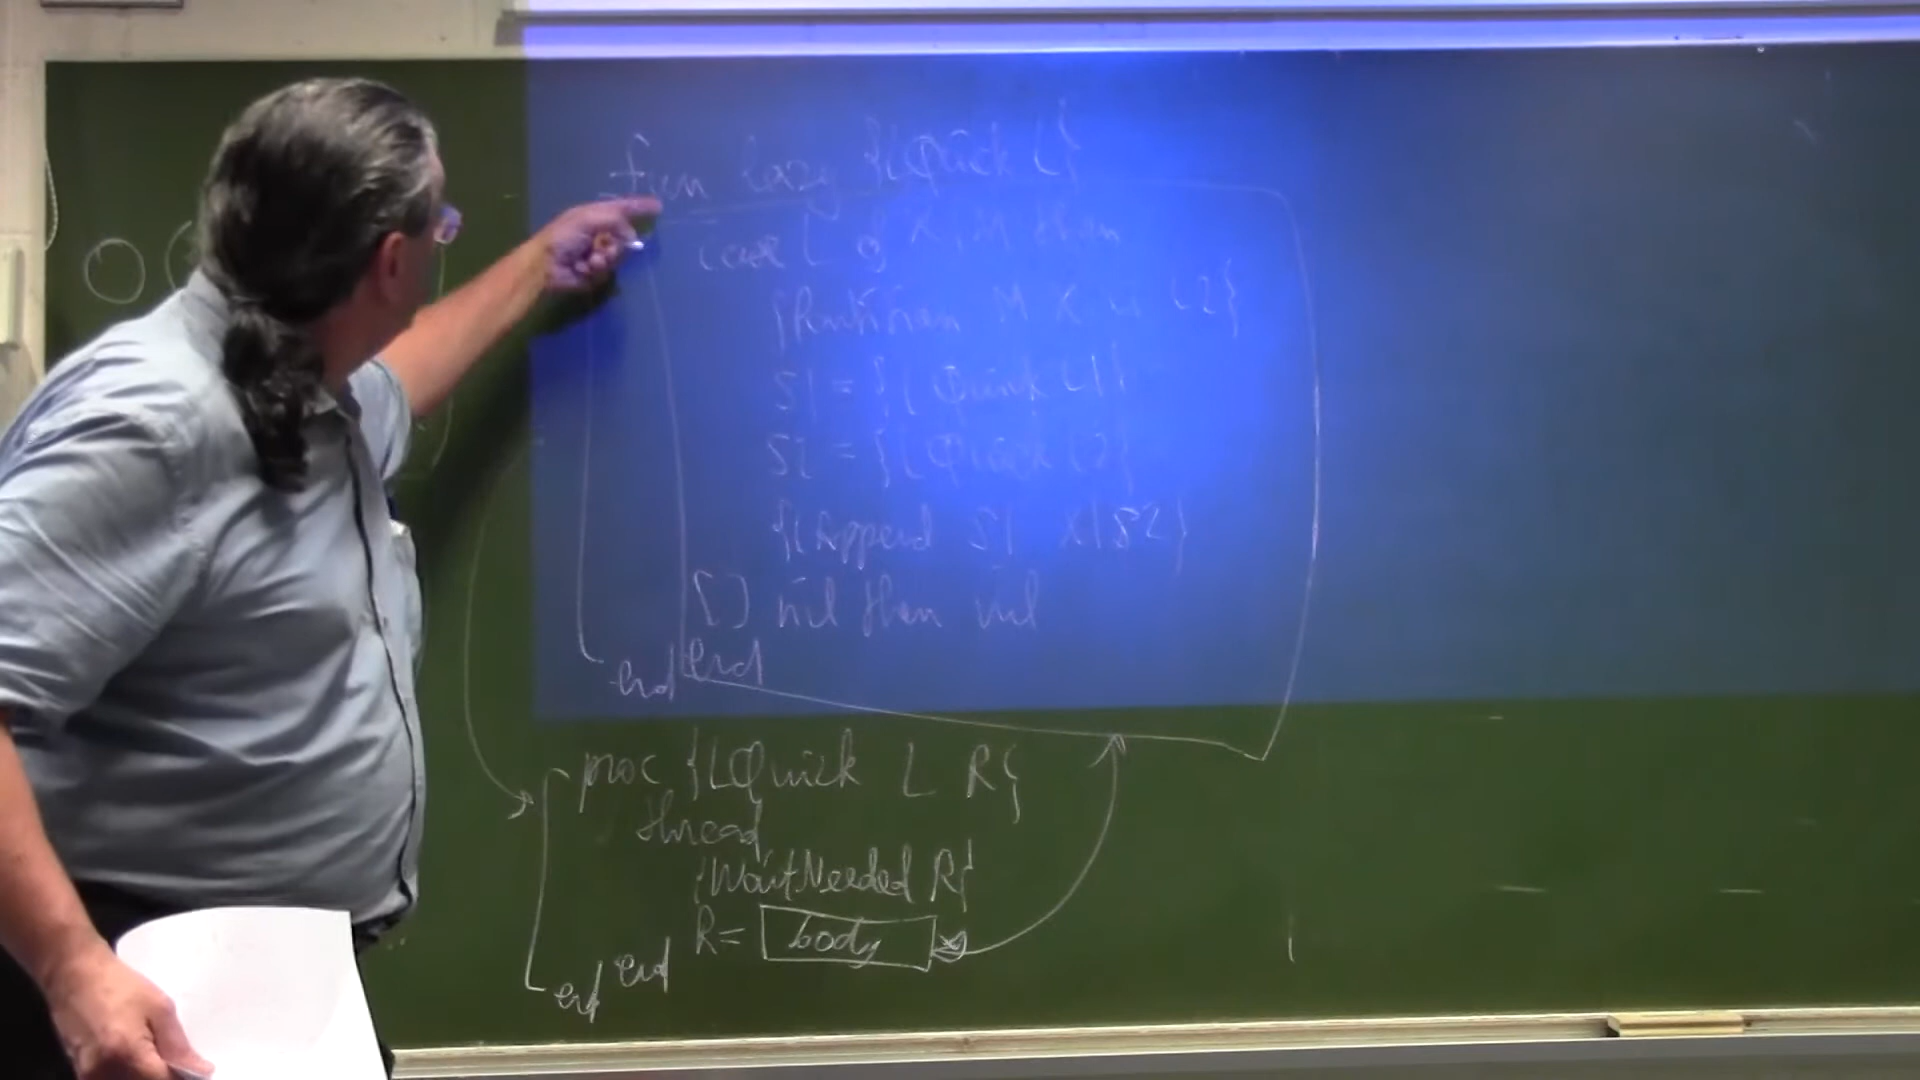 fun lazy {LQuick L}
case L of X|M then
{Partition M X L1 L2}
S1 = {LQuick L1}
S2 = {LQuick L2}
{LAppend S1 X|S2}
[] nil then nil
end
end
proc {LQuick L R}
thread
{WaitNeeded R}
R= body
end
end